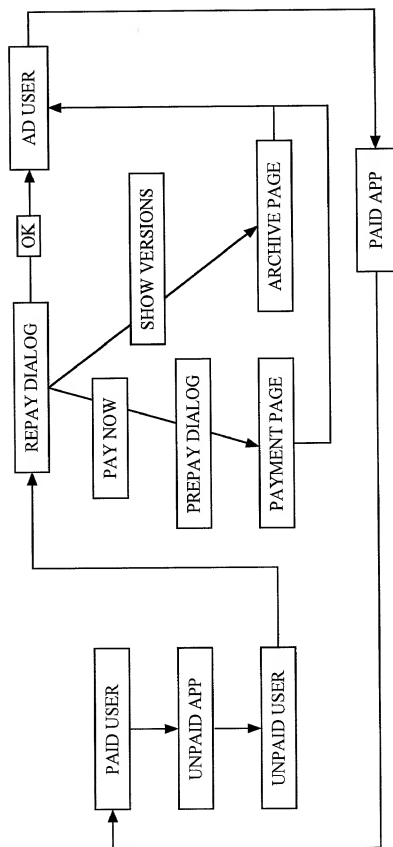 PAID USER
UNPAID APP
UNPAID USER
REPAY DIALOG
PAY NOW
PREPAY DIALOG
PAYMENT PAGE
SHOW VERSIONS
ARCHIVE PAGE
OK
AD USER
PAID APP